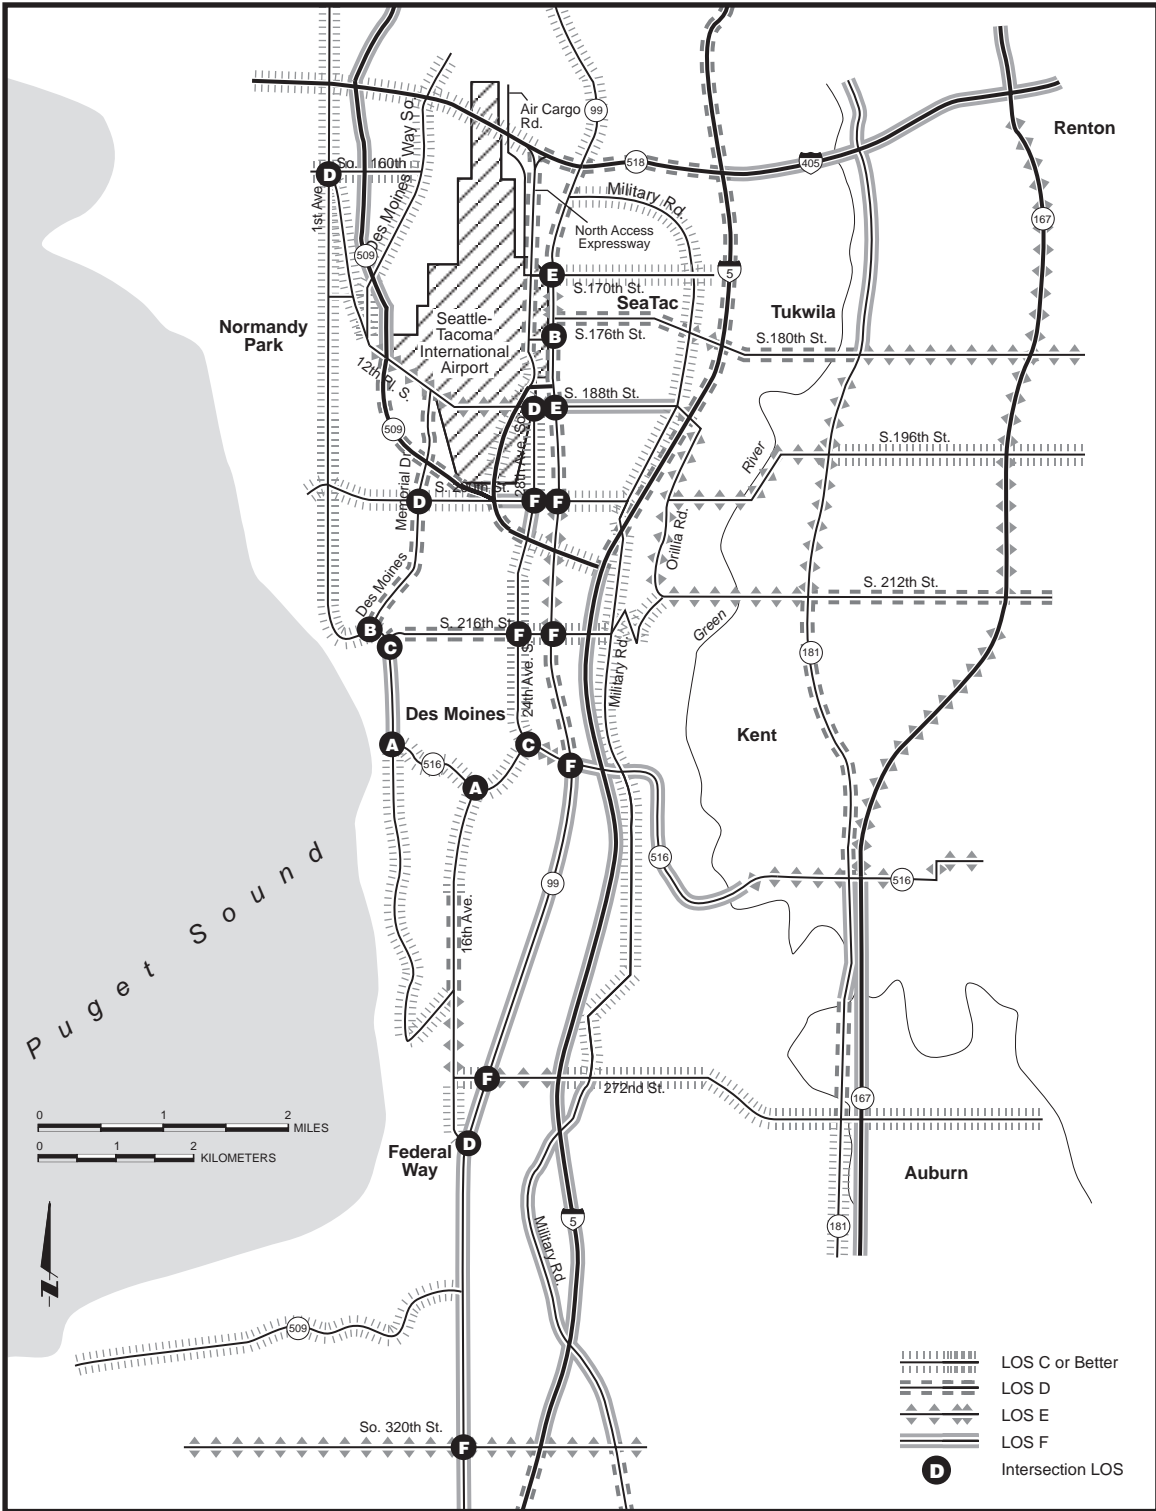 Air Cargo
Rd.
99
Renton
So. 160th
D
518
405
1st Ave.
Des Moines Way So.
Military Rd.
167
North Access
Expressway
509
E
S.170th St.
5
SeaTac
Tukwila
Normandy
Park
Seattle-
Tacoma
International
Airport
B
S.176th St.
S.180th St.
12th Pl. S.
S. 188th St.
D
E
509
28th Ave. So.
S.196th St.
River
Memorial Dr.
D
S. 200th St.
F
F
Orillia Rd.
Des Moines
S. 212th St.
Green
B
C
S. 216th St.
F
F
Military Rd.
181
24th Ave. S.
Des Moines
A
516
C
F
Kent
A
516
516
99
16th Ave.
Puget Sound
F
272nd St.
167
0 1 2
MILES
0 1 2
KILOMETERS
D
Federal
Way
Auburn
5
181
Military Rd.
N
509
So. 320th St.
F
LOS C or Better
LOS D
LOS E
LOS F
D Intersection LOS